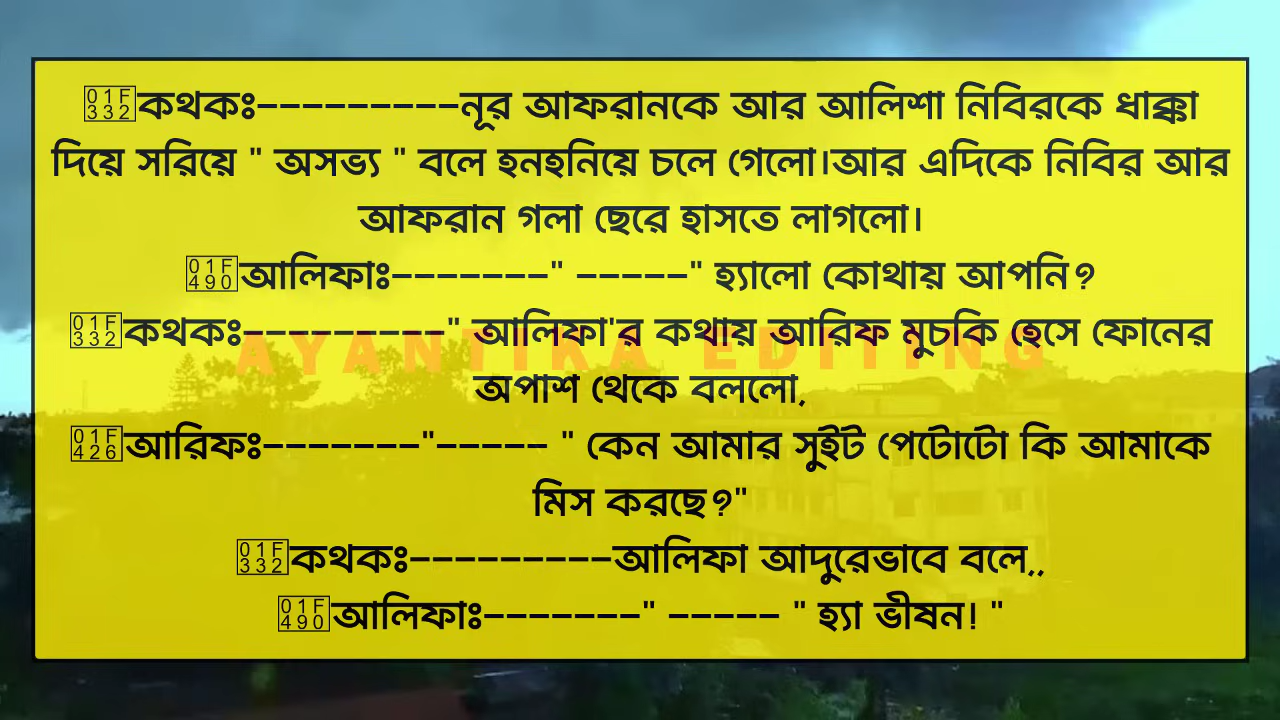 🌲কথকঃ–––––––––নূর আফরানকে আর আলিশা নিবিরকে ধাক্কা
দিয়ে সরিয়ে " অসভ্য " বলে হনহনিয়ে চলে গেলো।আর এদিকে নিবির আর
আফরান গলা ছেরে হাসতে লাগলো।
💐আলিফাঃ–––––––" –––––" হ্যালো কোথায় আপনি?
🌲কথকঃ–––––––––" আলিফা'র কথায় আরিফ মুচকি হেসে ফোনের
অপাশ থেকে বললো,
🐦আরিফঃ–––––––"––––– " কেন আমার সুইট পেটোটো কি আমাকে
মিস করছে?"
🌲কথকঃ–––––––––আলিফা আদুরেভাবে বলে,,
💐আলিফাঃ–––––––" ––––– " হ্যা ভীষন! "
AYANTIKA EDITING